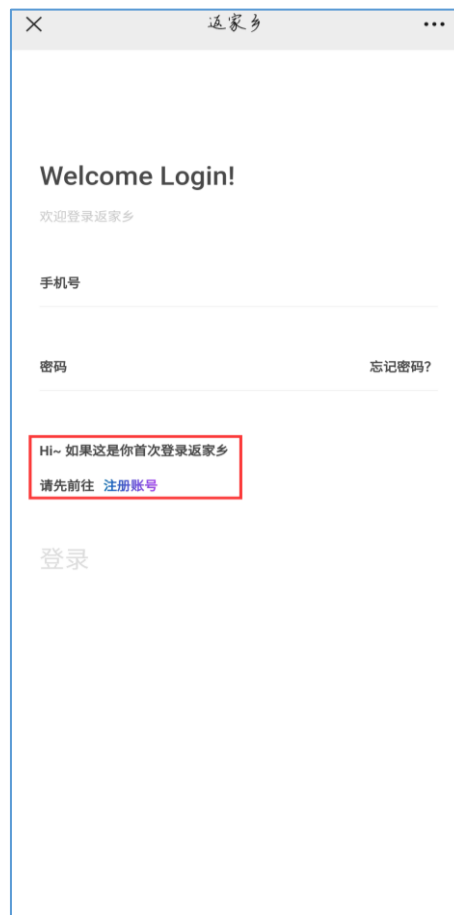 返家乡
Welcome Login!
欢迎登录返家乡
手机号
密码 忘记密码?
Hi~ 如果这是你首次登录返家乡
请先前往 注册账号
登录